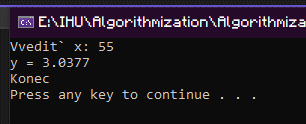 E:\IHU\Algorithmization\Algorithmiza
Vvedit` x: 55
y = 3.0377
Konec
Press any key to continue . . .